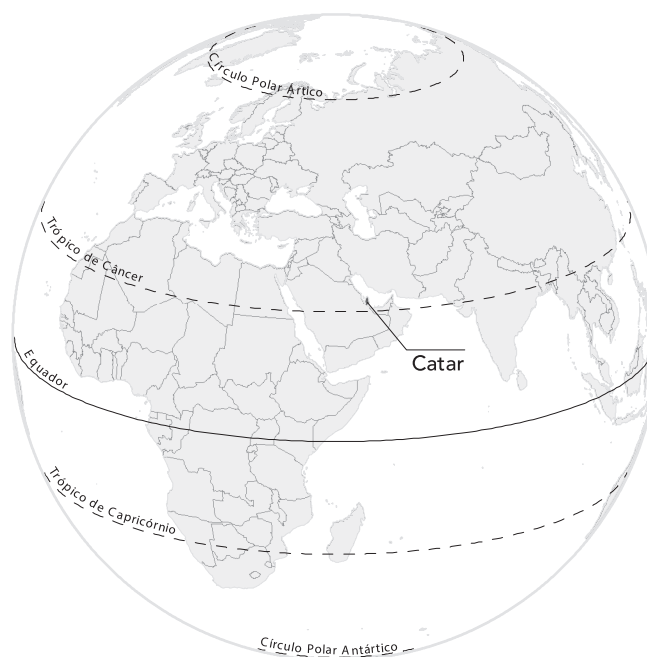 Círculo Polar Ártico
Trópico de Câncer
Equador
Catar
Trópico de Capricórnio
Círculo Polar Antártico